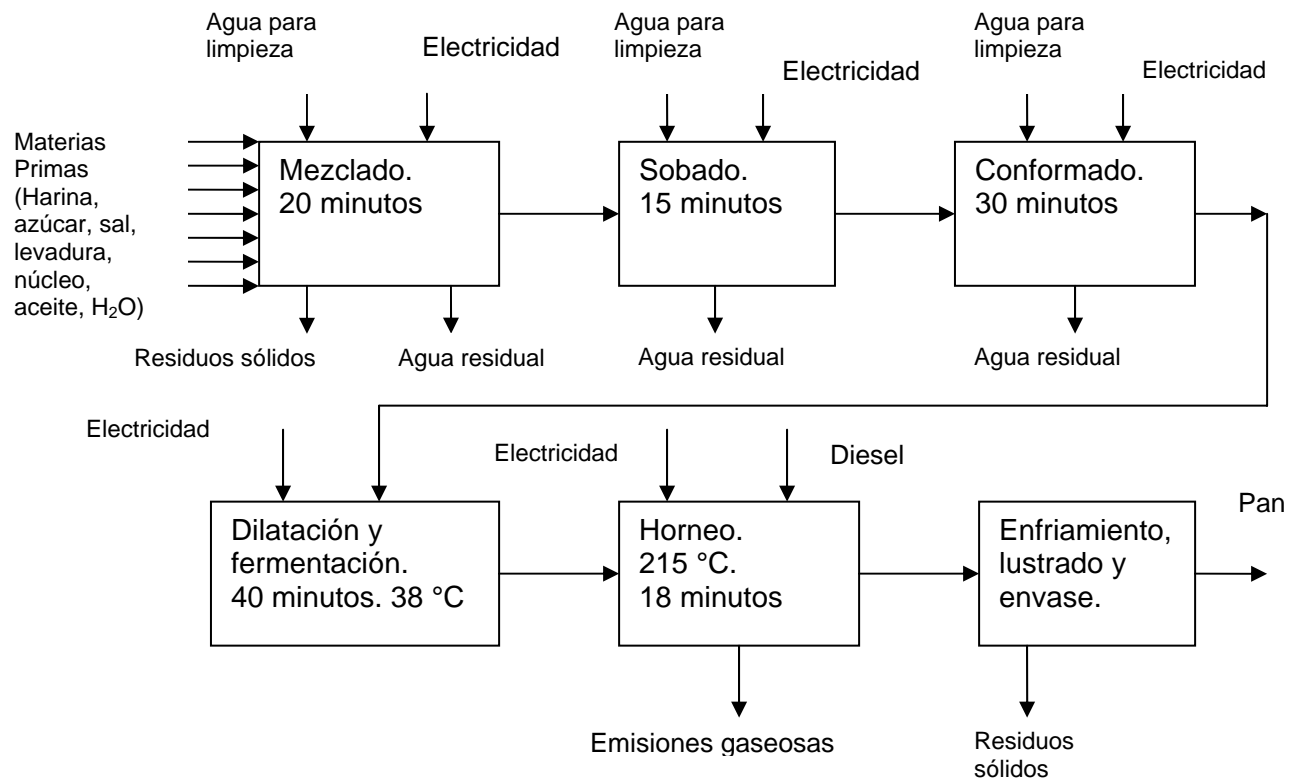 Agua para
limpieza
Electricidad
Agua para
limpieza
Electricidad
Agua para
limpieza
Electricidad
Materias
Primas
(Harina,
azúcar, sal,
levadura,
núcleo,
aceite, H₂O)
Mezclado.
20 minutos
Sobado.
15 minutos
Conformado.
30 minutos
Residuos sólidos
Agua residual
Agua residual
Agua residual
Electricidad
Electricidad
Diesel
Dilatación y
fermentación.
40 minutos. 38 °C
Horneo.
215 °C.
18 minutos
Enfriamiento,
lustrado y
envase.
Pan
Emisiones gaseosas
Residuos
sólidos